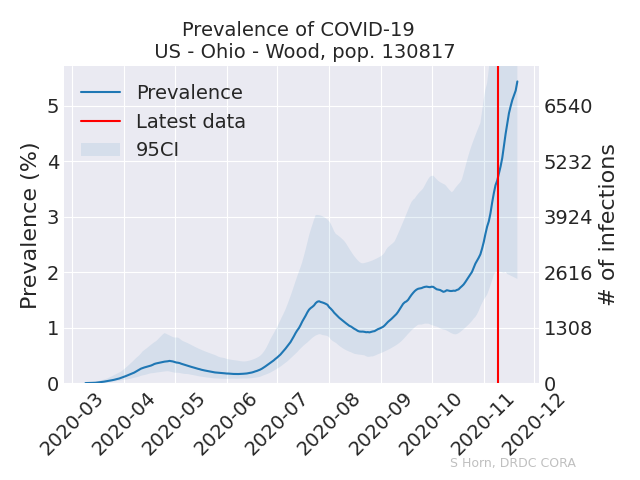 Prevalence of COVID-19
US - Ohio - Wood, pop. 130817
Prevalence
Latest data
95CI
Prevalence (%)
5
4
3
2
1
0
6540
5232
3924
2616
1308
0
# of infections
2020-03
2020-04
2020-05
2020-06
2020-07
2020-08
2020-09
2020-10
2020-11
2020-12
S Horn, DRDC CORA